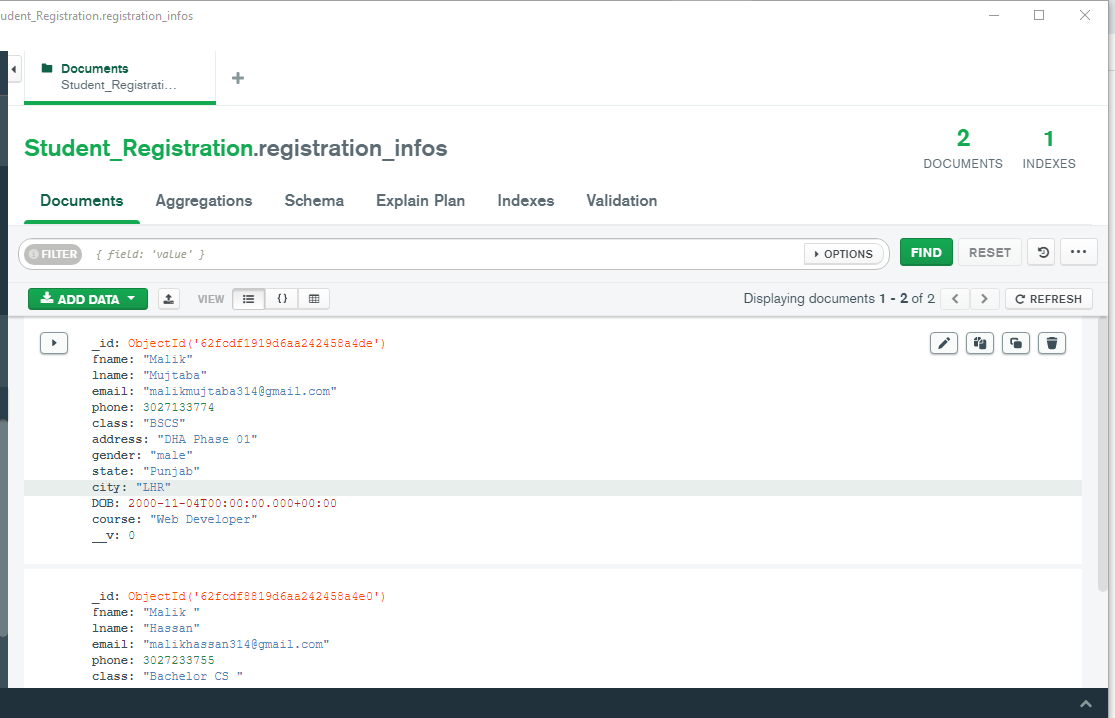 udent_Registration.registration_infos
Documents
Student_Registrati...
Student_Registration.registration_infos
2
DOCUMENTS
1
INDEXES
Documents Aggregations Schema Explain Plan Indexes Validation
FILTER { field: 'value' } OPTIONS FIND RESET
ADD DATA VIEW { } Displaying documents 1 - 2 of 2 REFRESH
_id: ObjectId('62fcdf1919d6aa242458a4de')
fname: "Malik"
lname: "Mujtaba"
email: "malikmujtaba314@gmail.com"
phone: 3027133774
class: "BSCS"
address: "DHA Phase 01"
gender: "male"
state: "Punjab"
city: "LHR"
DOB: 2000-11-04T00:00:00.000+00:00
course: "Web Developer"
__v: 0
_id: ObjectId('62fcdf8819d6aa242458a4e0')
fname: "Malik "
lname: "Hassan"
email: "malikhassan314@gmail.com"
phone: 3027233755
class: "Bachelor CS "